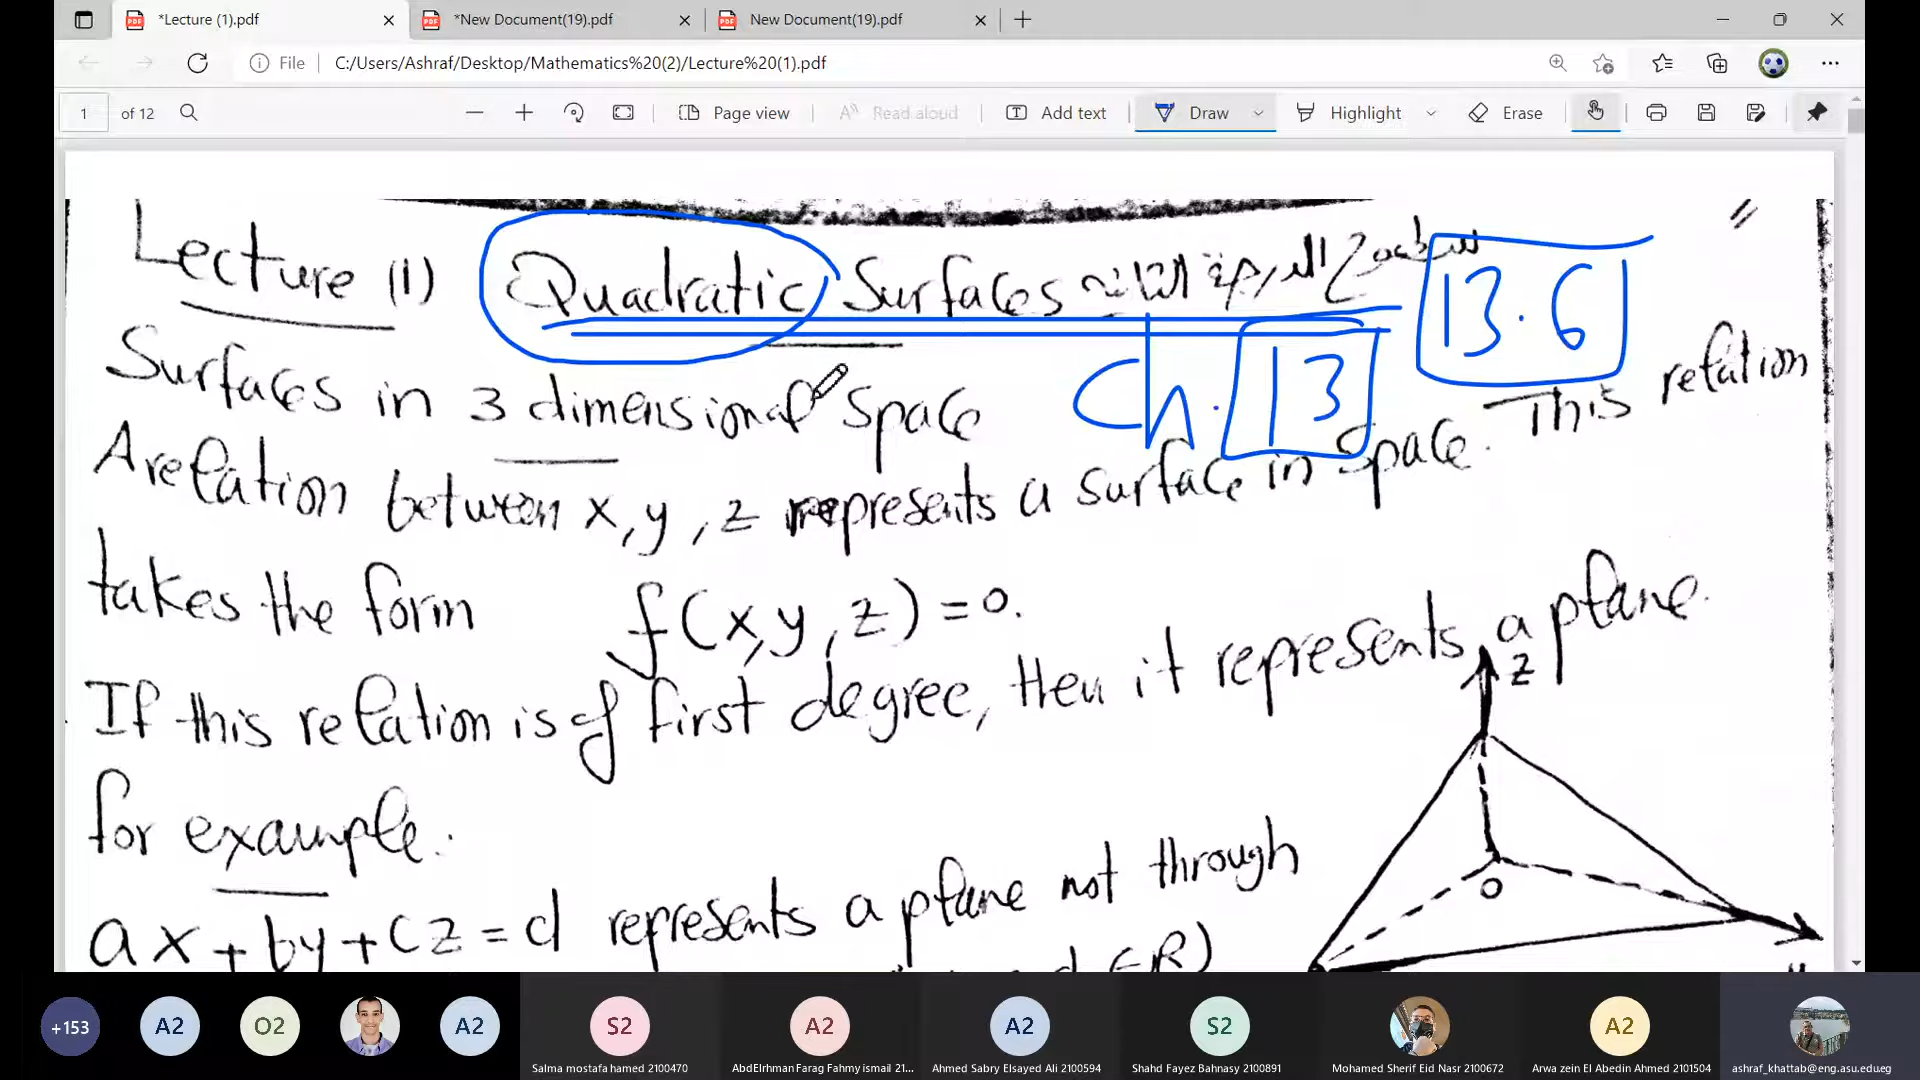 *Lecture (1).pdf
*New Document(19).pdf
New Document(19).pdf
File
C:/Users/Ashraf/Desktop/Mathematics%20(2)/Lecture%20(1).pdf
1 of 12
Page view
Read aloud
Add text
Draw
Highlight
Erase
Lecture (1) Quadratic Surfaces
13.6
Ch. 13
Surfaces in 3 dimensional space
A relation between x, y, z represents a surface in space. This relation
takes the form f(x,y,z) = 0.
If this relation is of first degree, then it represents a plane.
for example.
z
o
ax + by + cz = d represents a plane not through
+153
A2
O2
A2
S2
A2
A2
S2
A2
Salma mostafa hamed 2100470
AbdElrhman Farag Fahmy ismail 21...
Ahmed Sabry Elsayed Ali 2100594
Shahd Fayez Bahnasy 2100891
Mohamed Sherif Eid Nasr 2100672
Arwa zein El Abedin Ahmed 2101504
ashraf_khattab@eng.asu.edu.eg